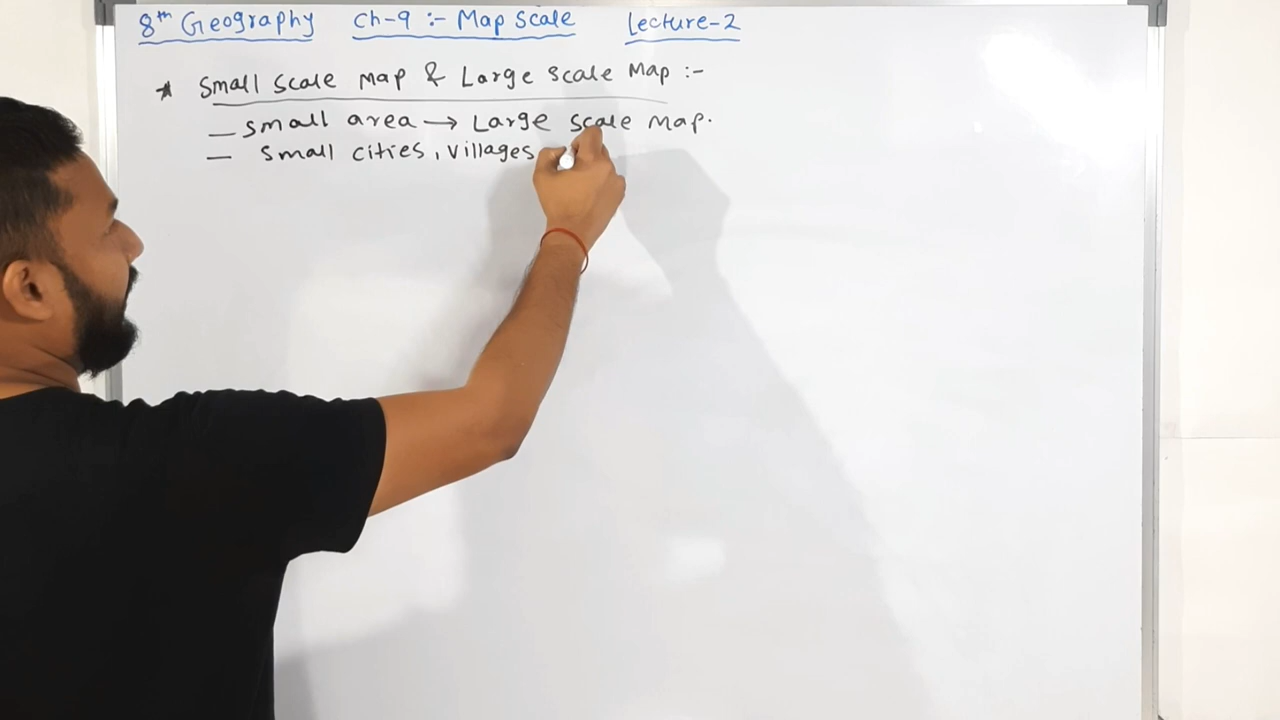 8th Geography Ch-9 :- Map Scale Lecture-2
* Small scale Map & Large scale Map :-
— small area → Large scale Map.
— small cities, villages